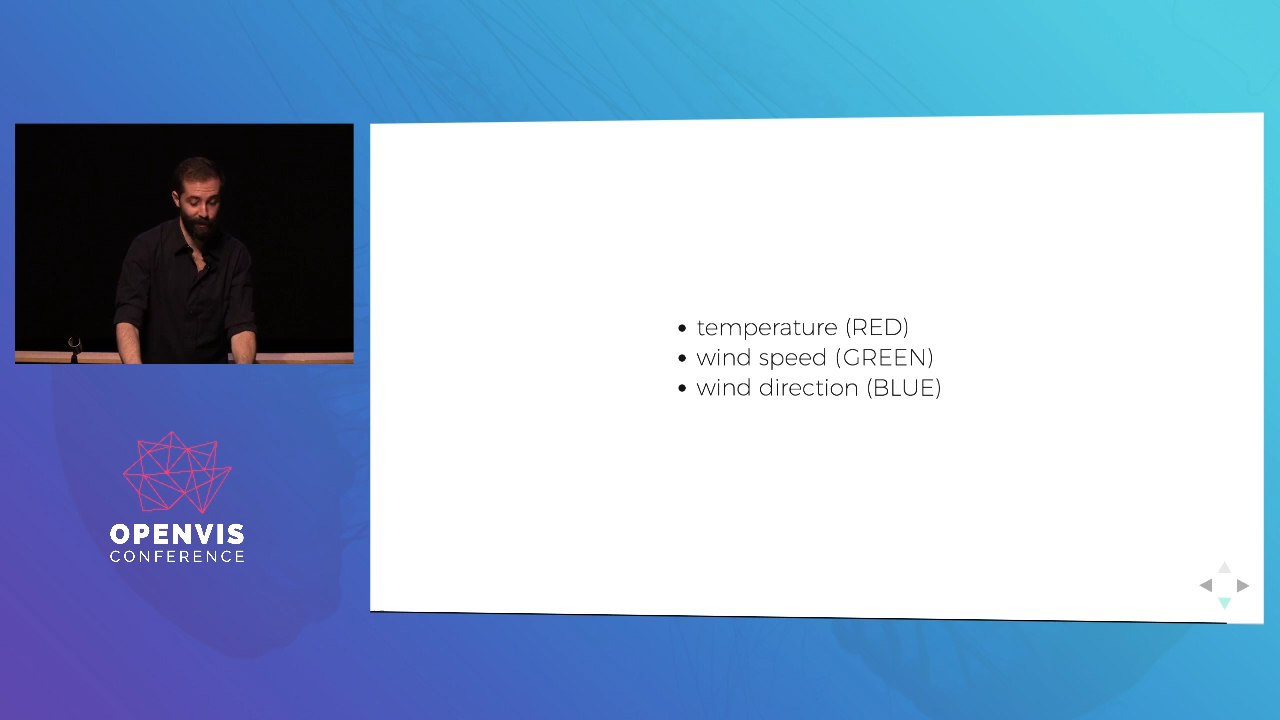 • temperature (RED)
• wind speed (GREEN)
• wind direction (BLUE)
OPENVIS
CONFERENCE